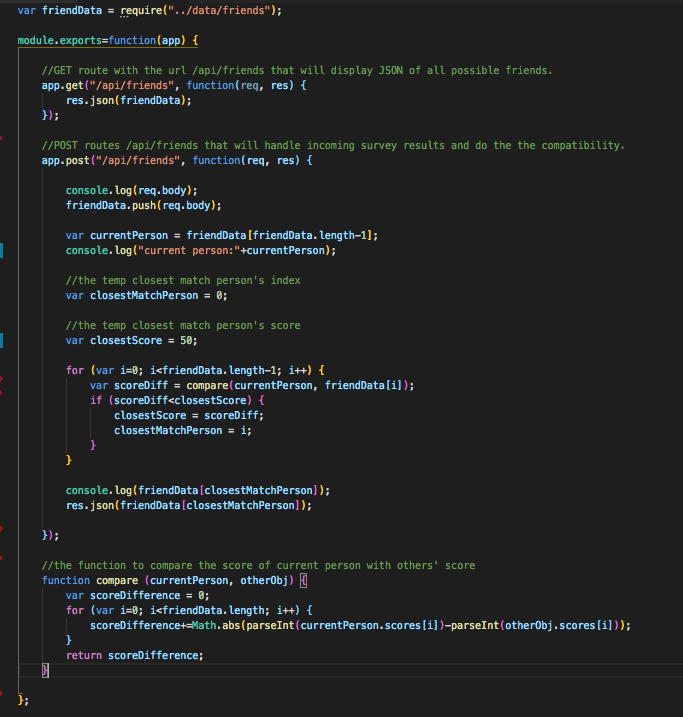 var friendData = require("../data/friends");
module.exports=function(app) {
//GET route with the url /api/friends that will display JSON of all possible friends.
app.get("/api/friends", function(req, res) {
res.json(friendData);
});
//POST routes /api/friends that will handle incoming survey results and do the the compatibility.
app.post("/api/friends", function(req, res) {
console.log(req.body);
friendData.push(req.body);
var currentPerson = friendData[friendData.length-1];
console.log("current person:"+currentPerson);
//the temp closest match person's index
var closestMatchPerson = 0;
//the temp closest match person's score
var closestScore = 50;
for (var i=0; i<friendData.length-1; i++) {
var scoreDiff = compare(currentPerson, friendData[i]);
if (scoreDiff<closestScore) {
closestScore = scoreDiff;
closestMatchPerson = i;
}
}
console.log(friendData[closestMatchPerson]);
res.json(friendData[closestMatchPerson]);
});
//the function to compare the score of current person with others' score
function compare (currentPerson, otherObj) {
var scoreDifference = 0;
for (var i=0; i<friendData.length; i++) {
scoreDifference+=Math.abs(parseInt(currentPerson.scores[i])-parseInt(otherObj.scores[i]));
}
return scoreDifference;
}
};